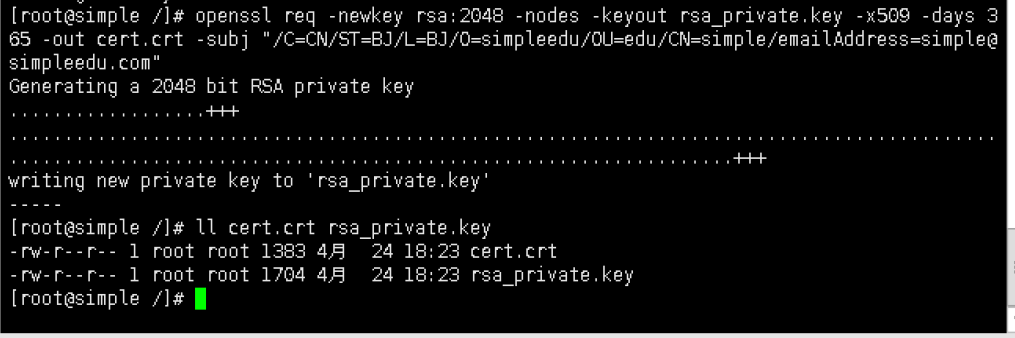 [root@simple /]# openssl req -newkey rsa:2048 -nodes -keyout rsa_private.key -x509 -days 3
65 -out cert.crt -subj "/C=CN/ST=BJ/L=BJ/O=simpleedu/OU=edu/CN=simple/emailAddress=simple@
simpleedu.com"
Generating a 2048 bit RSA private key
..................+++
.............................................................................................
....................................................................+++
writing new private key to 'rsa_private.key'
-----
[root@simple /]# ll cert.crt rsa_private.key
-rw-r--r-- 1 root root 1383 4月  24 18:23 cert.crt
-rw-r--r-- 1 root root 1704 4月  24 18:23 rsa_private.key
[root@simple /]#